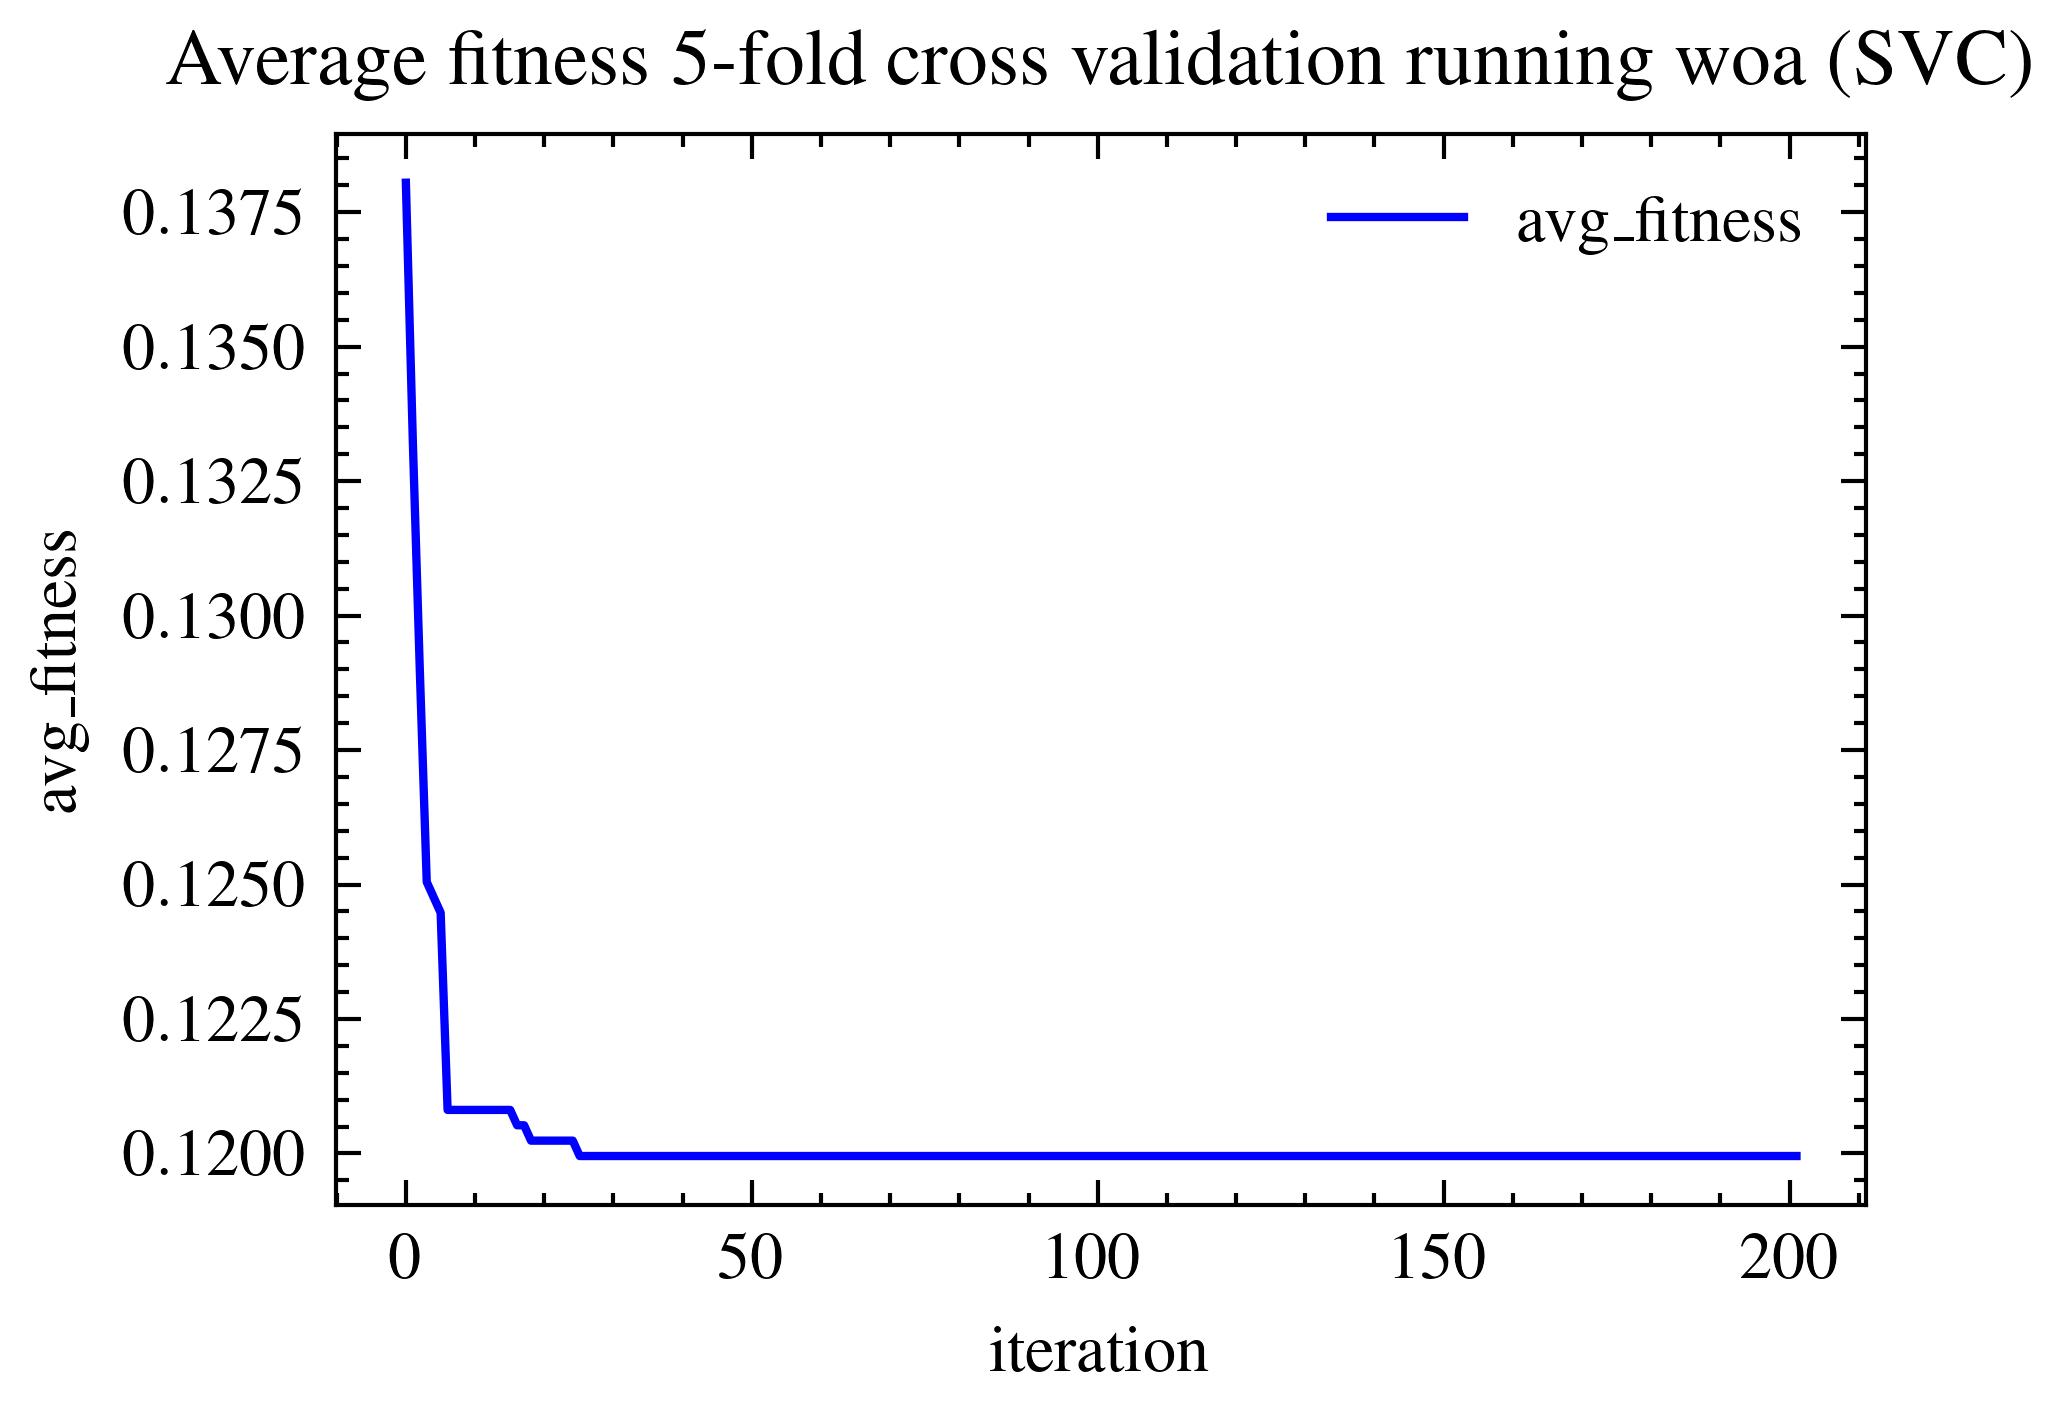 Average fitness 5-fold cross validation running woa (SVC)
avg_fitness
0.1375
0.1350
0.1325
0.1300
0.1275
0.1250
0.1225
0.1200
avg_fitness
0 50 100 150 200
iteration